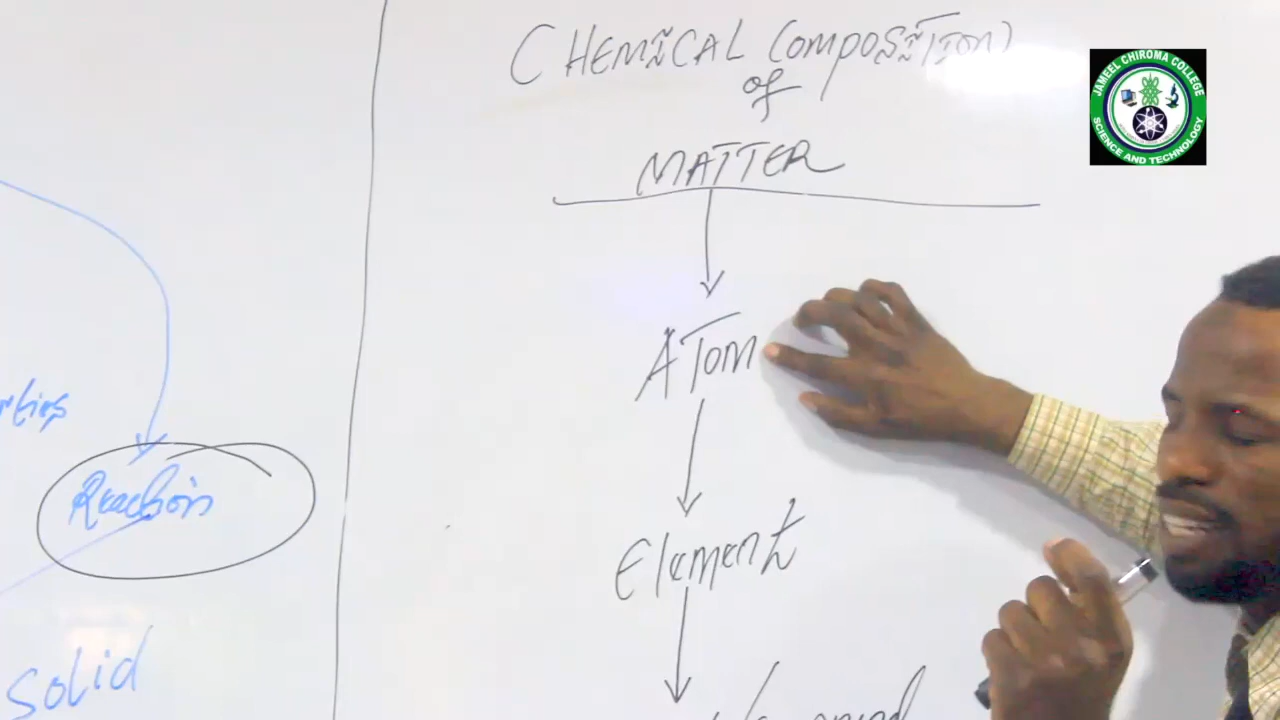 CHEMICAL COMPOSITION
of
MATTER
ATOM
Element
Reaction
Solid
JAMEEL CHIROMA COLLEGE
SCIENCE AND TECHNOLOGY